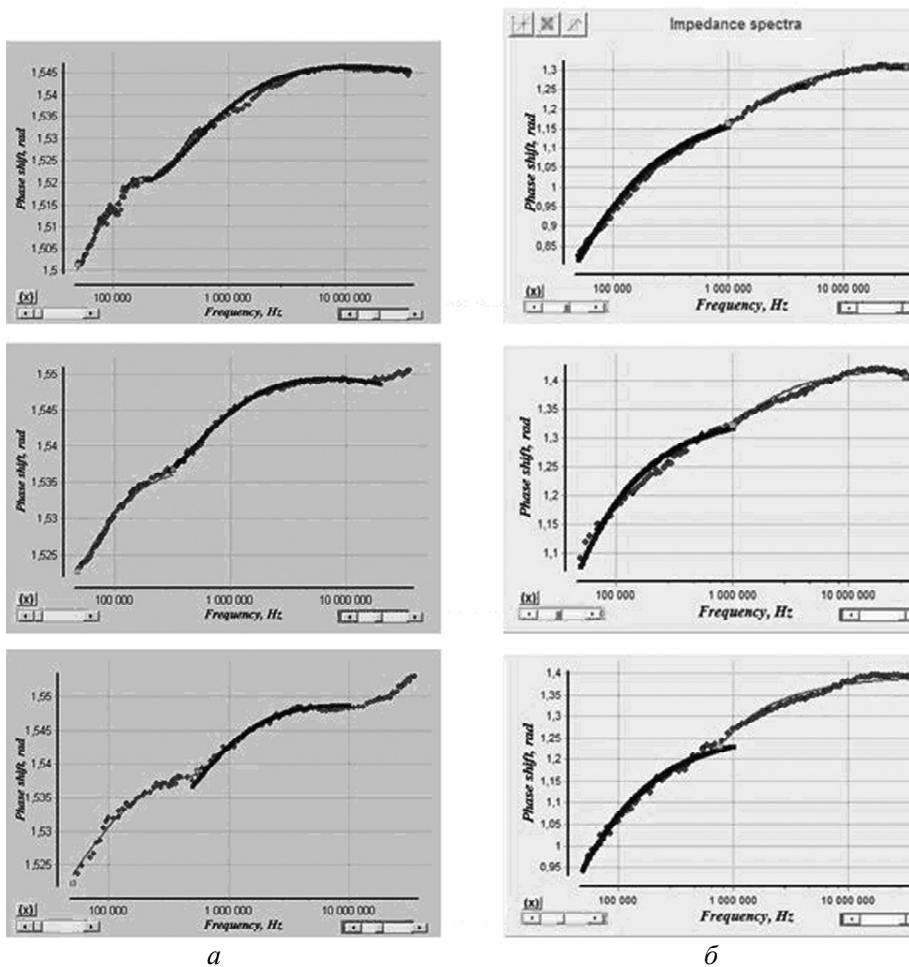 Impedance spectra
Phase shift, rad
1,545
1,54
1,535
1,53
1,52
1,51
1,505
1,5
{x}
100 000
1 000 000
10 000 000
Frequency, Hz
Phase shift, rad
1,3
1,25
1,2
1,15
1,1
1,05
1
0,95
0,9
0,85
{x}
100 000
1 000 000
10 000 000
Frequency, Hz
Phase shift, rad
1,55
1,545
1,54
1,535
1,53
1,525
{x}
100 000
1 000 000
10 000 000
Frequency, Hz
Phase shift, rad
1,4
1,35
1,3
1,25
1,2
1,15
1,1
{x}
100 000
1 000 000
10 000 000
Frequency, Hz
Phase shift, rad
1,55
1,545
1,54
1,535
1,53
1,525
{x}
100 000
1 000 000
10 000 000
Frequency, Hz
Phase shift, rad
1,4
1,35
1,3
1,25
1,2
1,15
1,1
1,05
1
0,95
{x}
100 000
1 000 000
10 000 000
Frequency, Hz
а
б